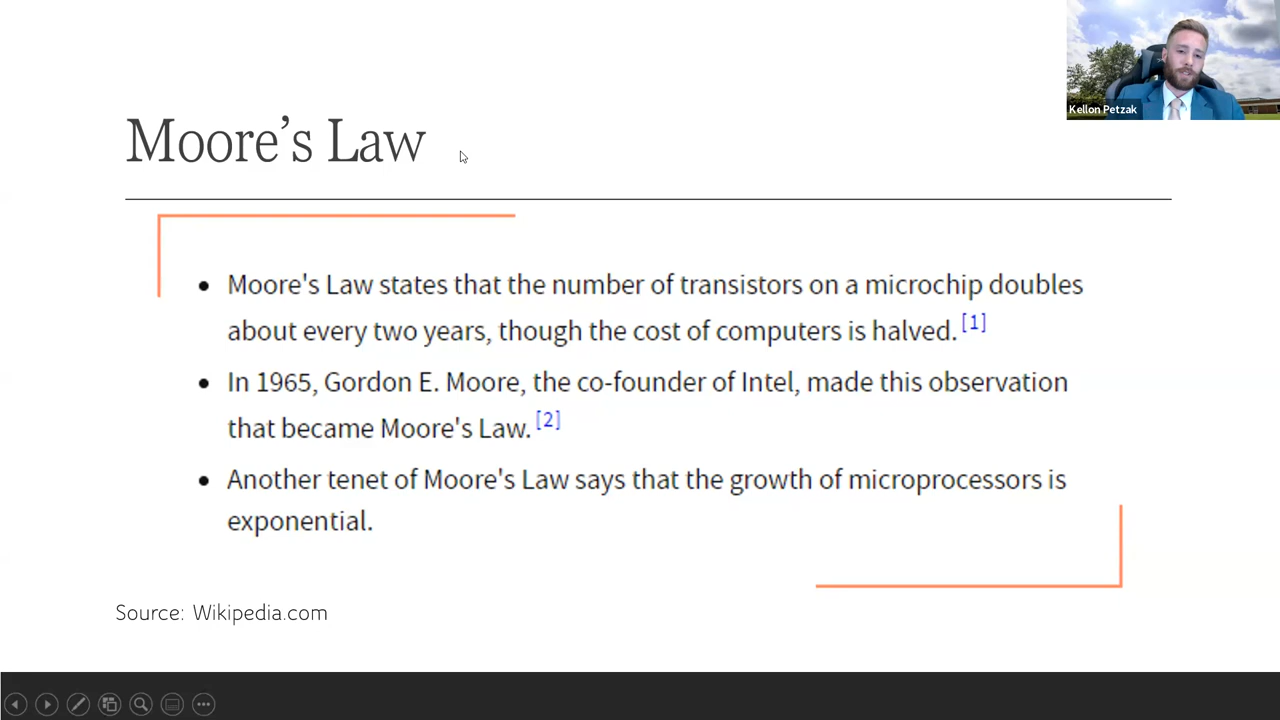 Kellon Petzak
Moore’s Law
• Moore's Law states that the number of transistors on a microchip doubles
about every two years, though the cost of computers is halved. [1]
• In 1965, Gordon E. Moore, the co-founder of Intel, made this observation
that became Moore's Law. [2]
• Another tenet of Moore's Law says that the growth of microprocessors is
exponential.
Source: Wikipedia.com